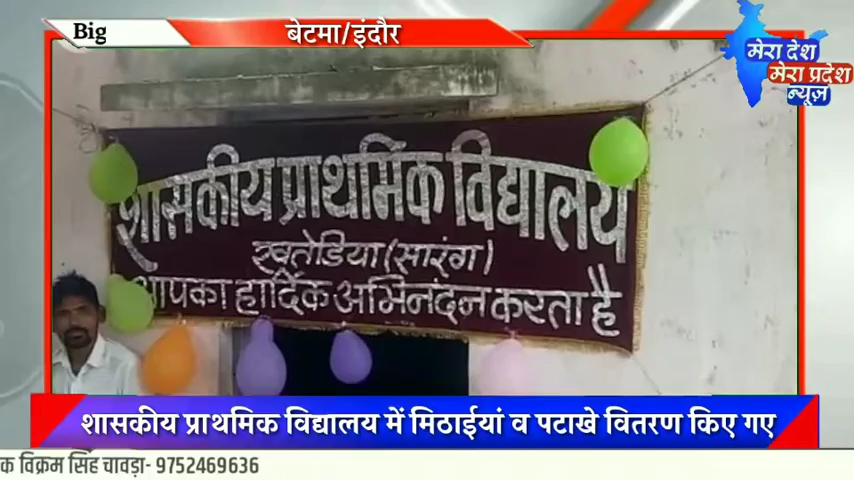 Big
बेटमा/इंदौर
मेरा देश
मेरा प्रदेश
न्यूज़
शासकीय प्राथमिक विद्यालय
खतेडिया (सारंग)
आपका हार्दिक अभिनंदन करता है
शासकीय प्राथमिक विद्यालय में मिठाईयां व पटाखे वितरण किए गए
क विक्रम सिंह चावड़ा- 9752469636